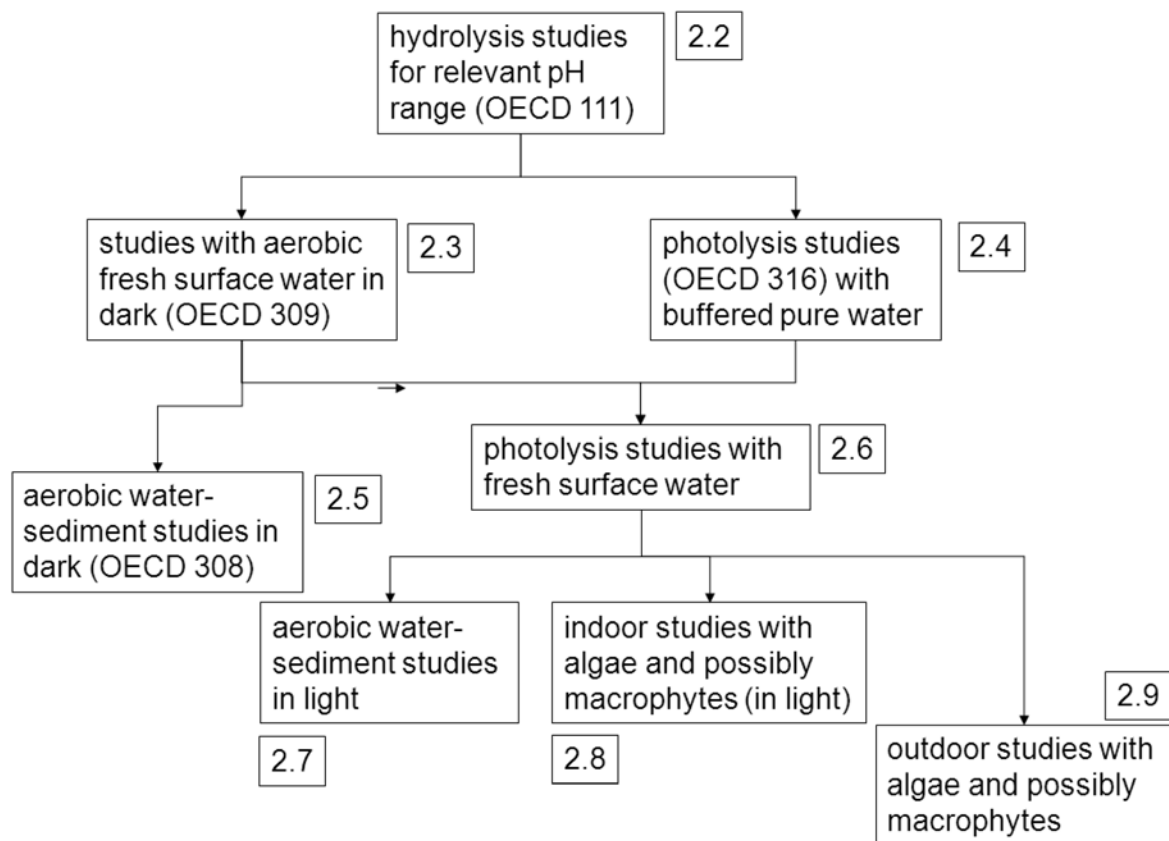 hydrolysis studies
for relevant pH
range (OECD 111)
2.2
studies with aerobic
fresh surface water in
dark (OECD 309)
2.3
photolysis studies
(OECD 316) with
buffered pure water
2.4
aerobic water-
sediment studies in
dark (OECD 308)
2.5
photolysis studies with
fresh surface water
2.6
aerobic water-
sediment studies
in light
2.7
indoor studies with
algae and possibly
macrophytes (in light)
2.8
outdoor studies with
algae and possibly
macrophytes
2.9